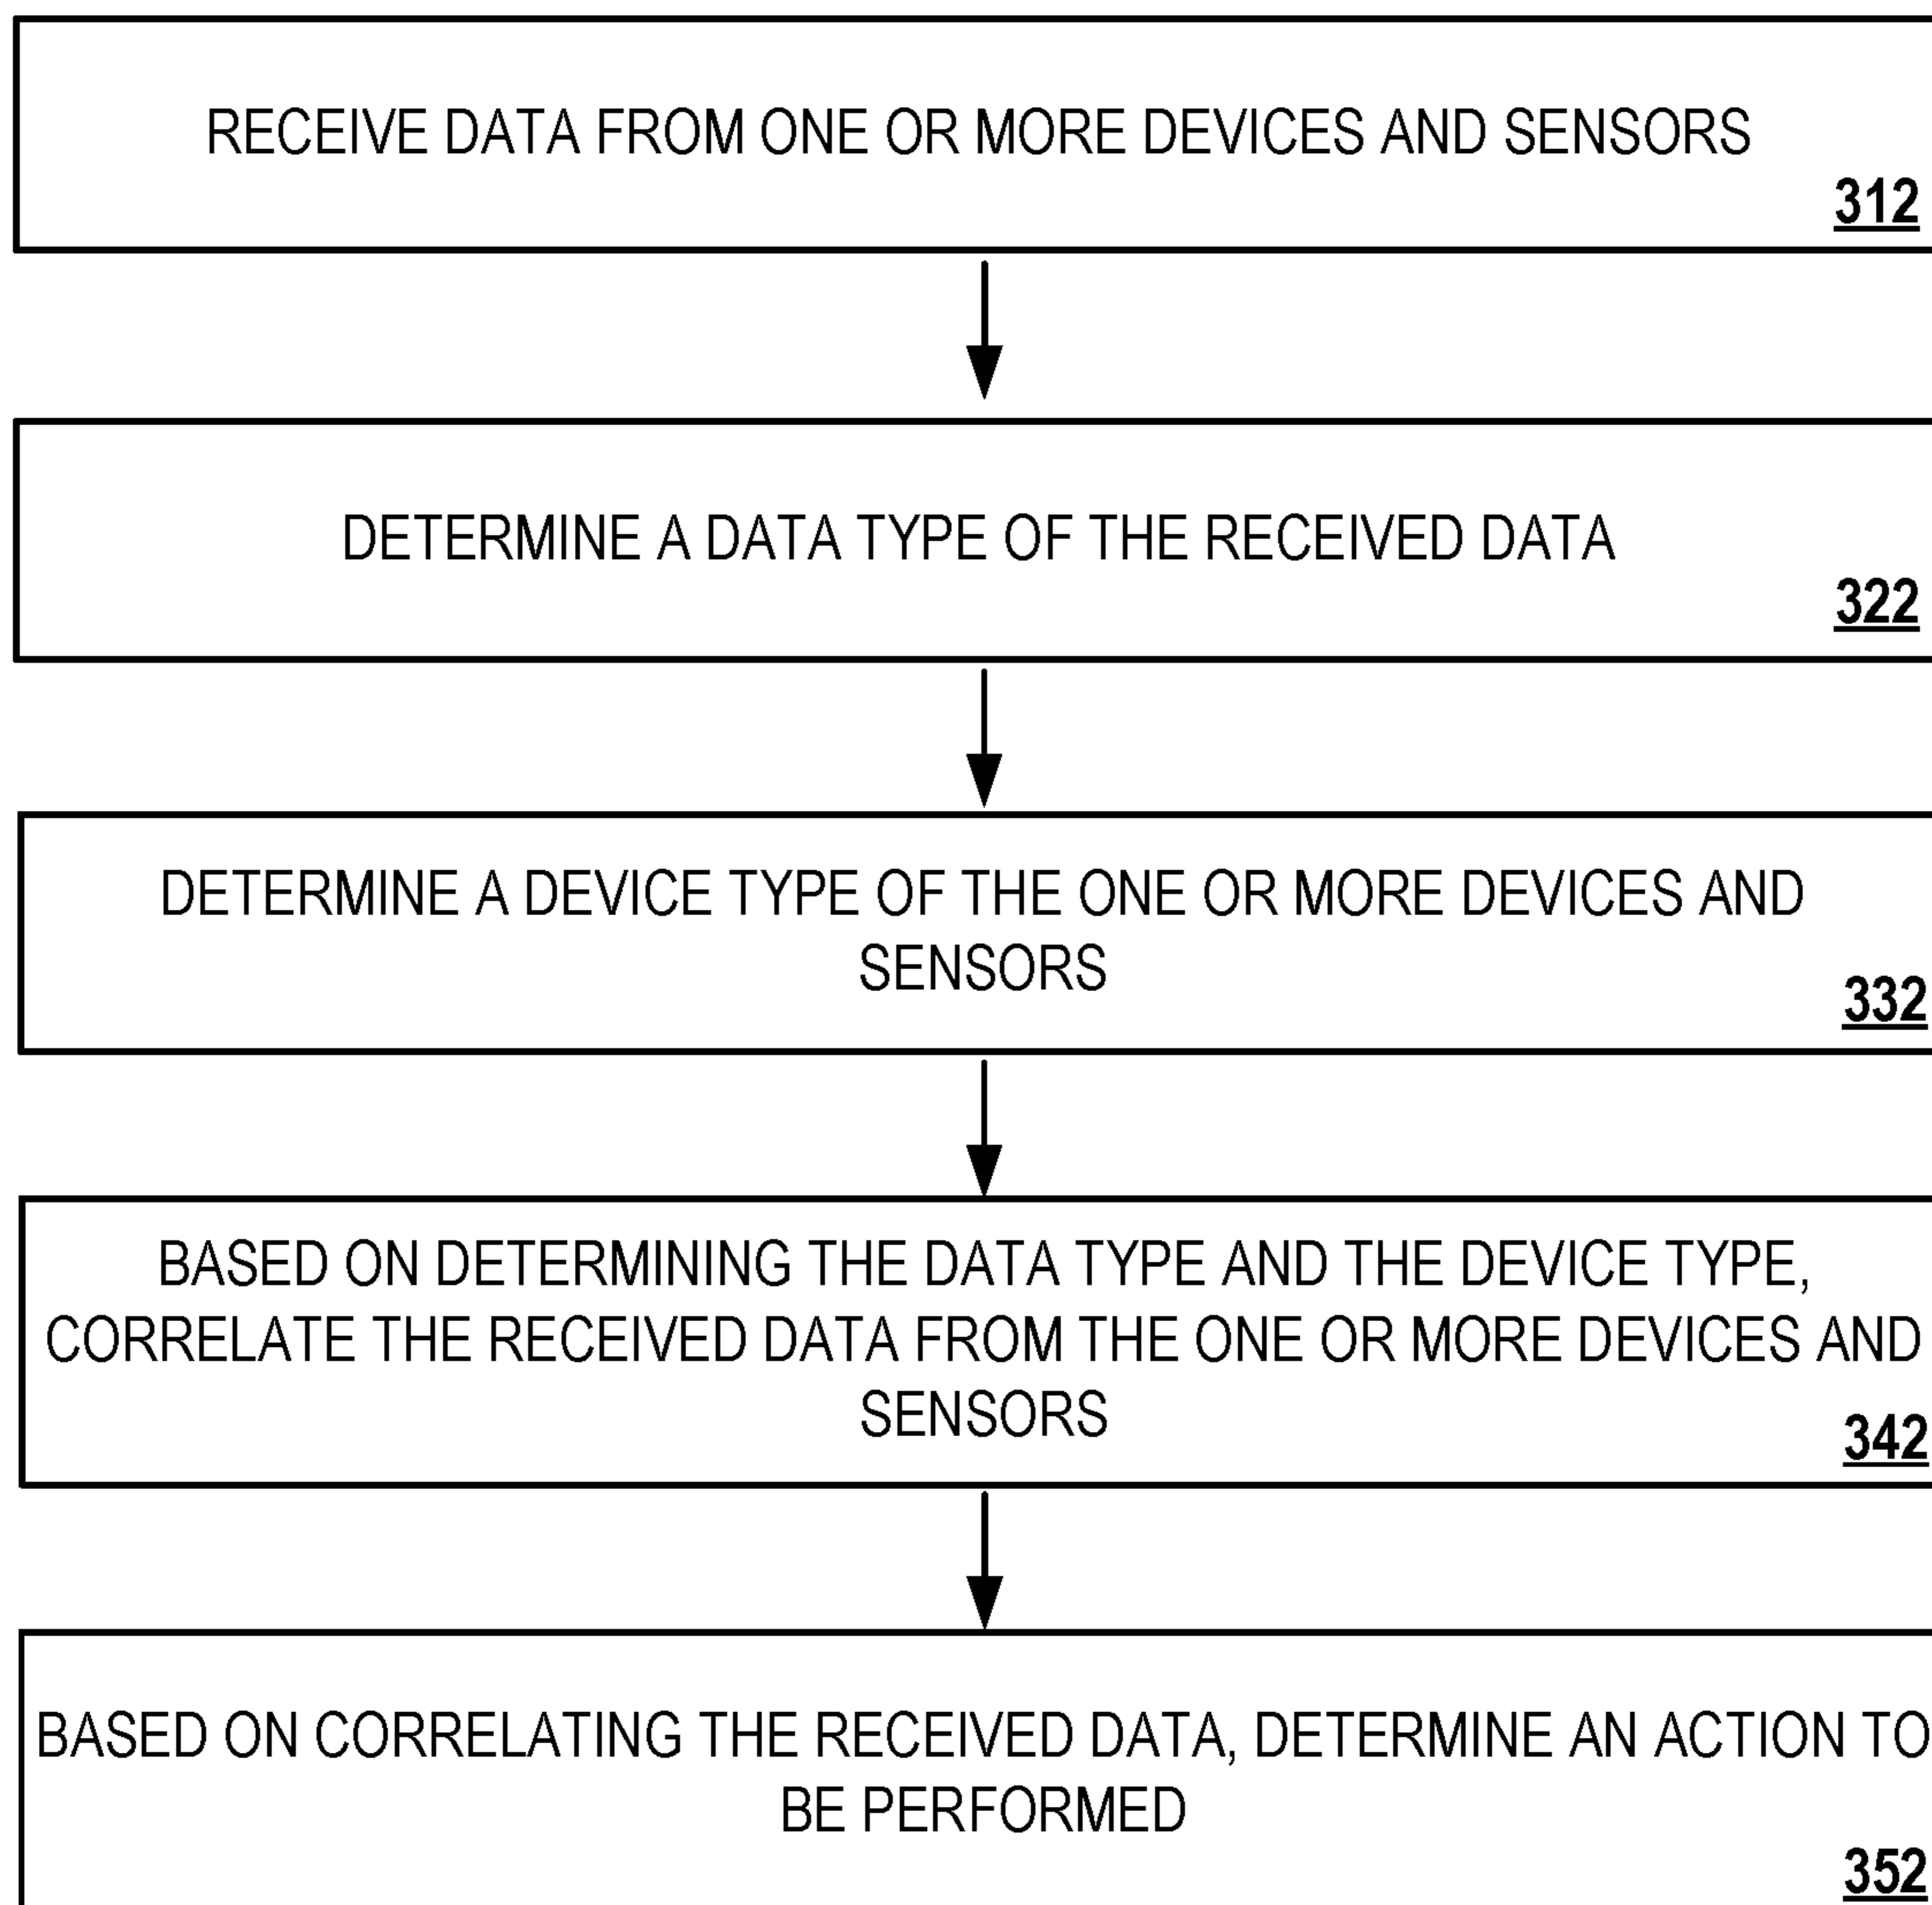 RECEIVE DATA FROM ONE OR MORE DEVICES AND SENSORS
312
DETERMINE A DATA TYPE OF THE RECEIVED DATA
322
DETERMINE A DEVICE TYPE OF THE ONE OR MORE DEVICES AND
SENSORS
332
BASED ON DETERMINING THE DATA TYPE AND THE DEVICE TYPE,
CORRELATE THE RECEIVED DATA FROM THE ONE OR MORE DEVICES AND
SENSORS
342
BASED ON CORRELATING THE RECEIVED DATA, DETERMINE AN ACTION TO
BE PERFORMED
352